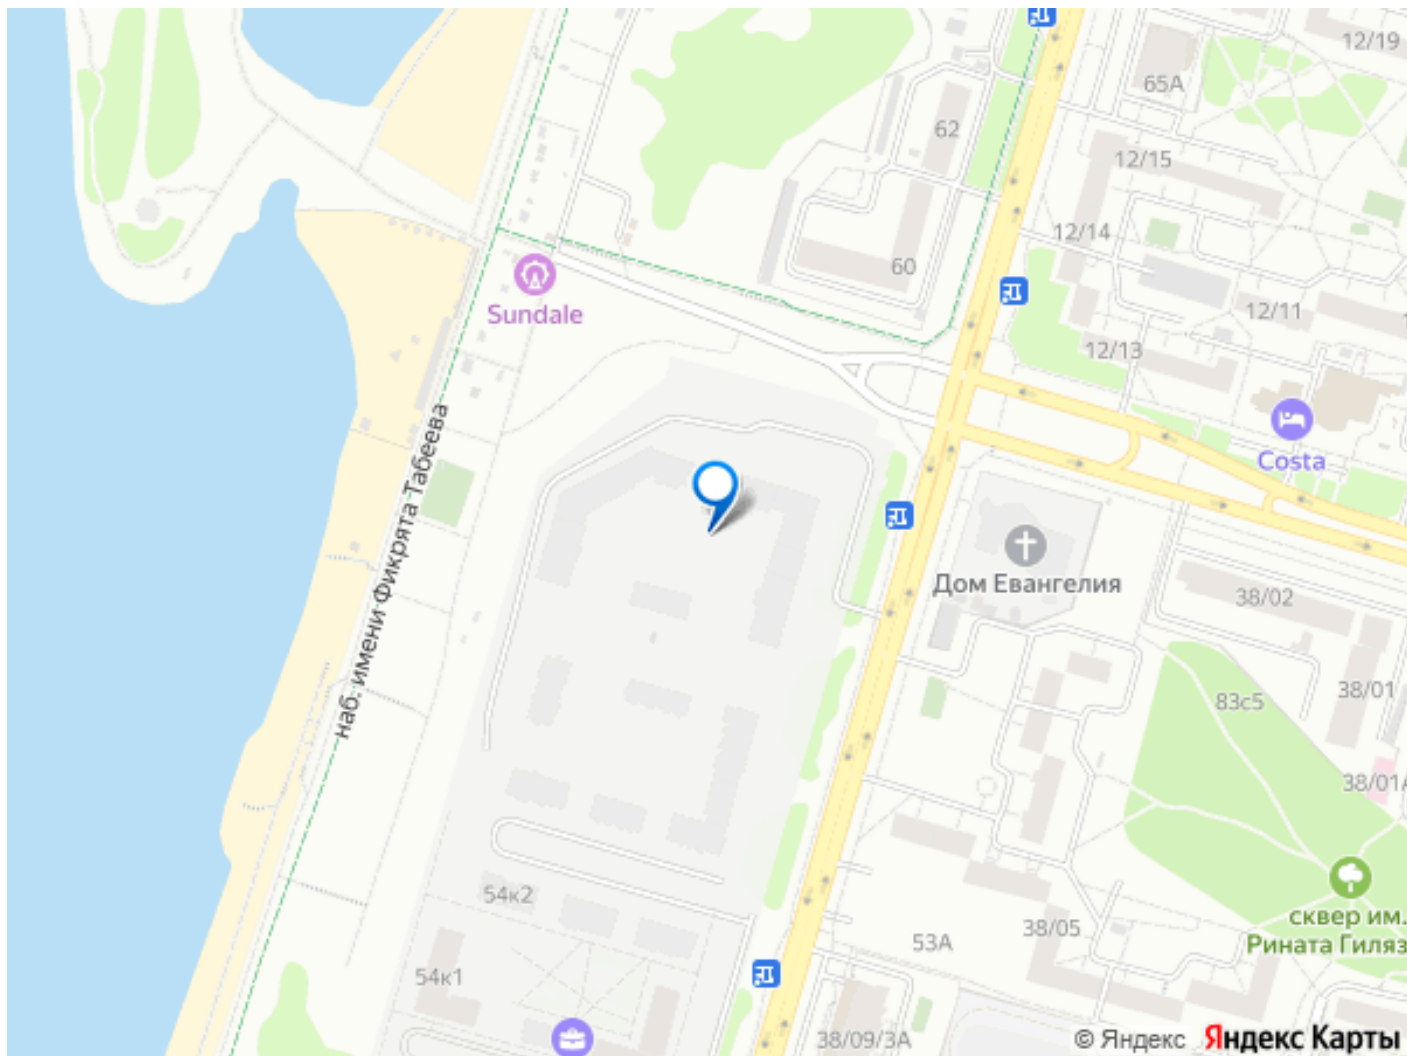 12/19
65А
62
12/15
12/14
60
Sundale
12/11
12/13
наб. имени Фикрята Табеева
Costa
Дом Евангелия
38/02
38/01
83с5
38/01А
54к2
сквер им.
Рината Гиляз
38/05
53А
54к1
38/09/3А
© Яндекс Яндекс Карты